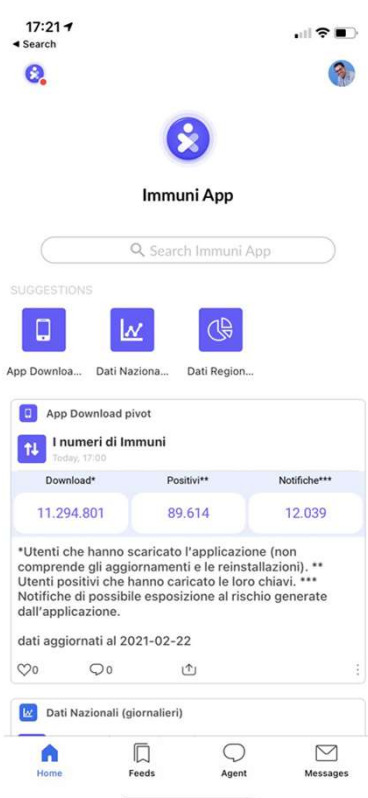 17:21
Search
Immuni App
Search Immuni App
SUGGESTIONS
App Downloa...
Dati Naziona...
Dati Region...
App Download pivot
I numeri di Immuni
Today, 17:00
Download*
Positivi**
Notifiche***
11.294.801
89.614
12.039
*Utenti che hanno scaricato l'applicazione (non
comprende gli aggiornamenti e le reinstallazioni). **
Utenti positivi che hanno caricato le loro chiavi. ***
Notifiche di possibile esposizione al rischio generate
dall'applicazione.
dati aggiornati al 2021-02-22
0
0
Dati Nazionali (giornalieri)
Home
Feeds
Agent
Messages